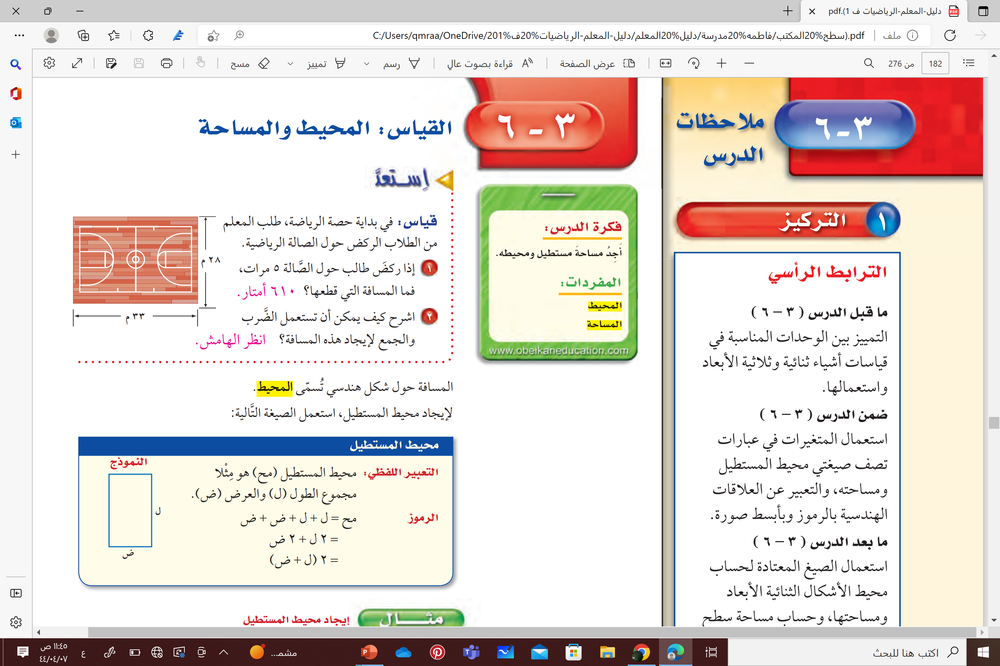 دليل-المعلم-الرياضيات ف 1).pdf
ملف
C:/Users/qmraa/OneDrive/سطح%20المكتب/فاطمه%20مدرسة/دليل%20المعلم/دليل-المعلم-الرياضيات%20ف%201).pdf
182
من 276
عرض الصفحة
قراءة بصوت عالٍ
رسم
تمييز
مسح
٣-٦
ملاحظات
الدرس
١ التركيز
الترابط الرأسي
ما قبل الدرس ( ٣ – ٦ )
التمييز بين الوحدات المناسبة في
قياسات أشياء ثنائية وثلاثية الأبعاد
واستعمالها.
ضمن الدرس ( ٣ – ٦ )
استعمال المتغيرات في عبارات
تصف صيغتي محيط المستطيل
ومساحته، والتعبير عن العلاقات
الهندسية بالرموز وبأبسط صورة.
ما بعد الدرس ( ٣ – ٦ )
استعمال الصيغ المعتادة لحساب
محيط الأشكال الثنائية الأبعاد
ومساحتها، وحساب مساحة سطح
٣ - ٦
القياس: المحيط والمساحة
فكرة الدرس:
أَجِدُ مساحةَ مستطيل ومحيطه.
المفردات:
المحيط
المساحة
www.obeikaneducation.com
اِستَعدَّ
قياس: في بداية حصة الرياضة، طلب المعلم
من الطلاب الركض حول الصالة الرياضية.
١ إذا ركضَ طالب حول الصَّالة ٥ مرات،
فما المسافة التي قطعها؟ ٦١٠ أمتار.
٢ اشرح كيف يمكن أن تستعمل الضَّرب
والجمع لإيجاد هذه المسافة؟ انظر الهامش.
٢٨ م
٣٣ م
المسافة حول شكل هندسي تُسمّى المحيط.
لإيجاد محيط المستطيل، استعمل الصيغة التَّالية:
محيط المستطيل
التعبير اللفظي: محيط المستطيل (مح) هو مِثْلا
مجموع الطول (ل) والعرض (ض).
الرموز مح = ل + ل + ض + ض
= ٢ ل + ٢ ض
= ٢ (ل + ض)
النموذج
ل
ض
مثـال إيجاد محيط المستطيل
اكتب هنا للبحث
مشم...
ع
١١:٤٥ ص
٤٤/٠٤/٠٧